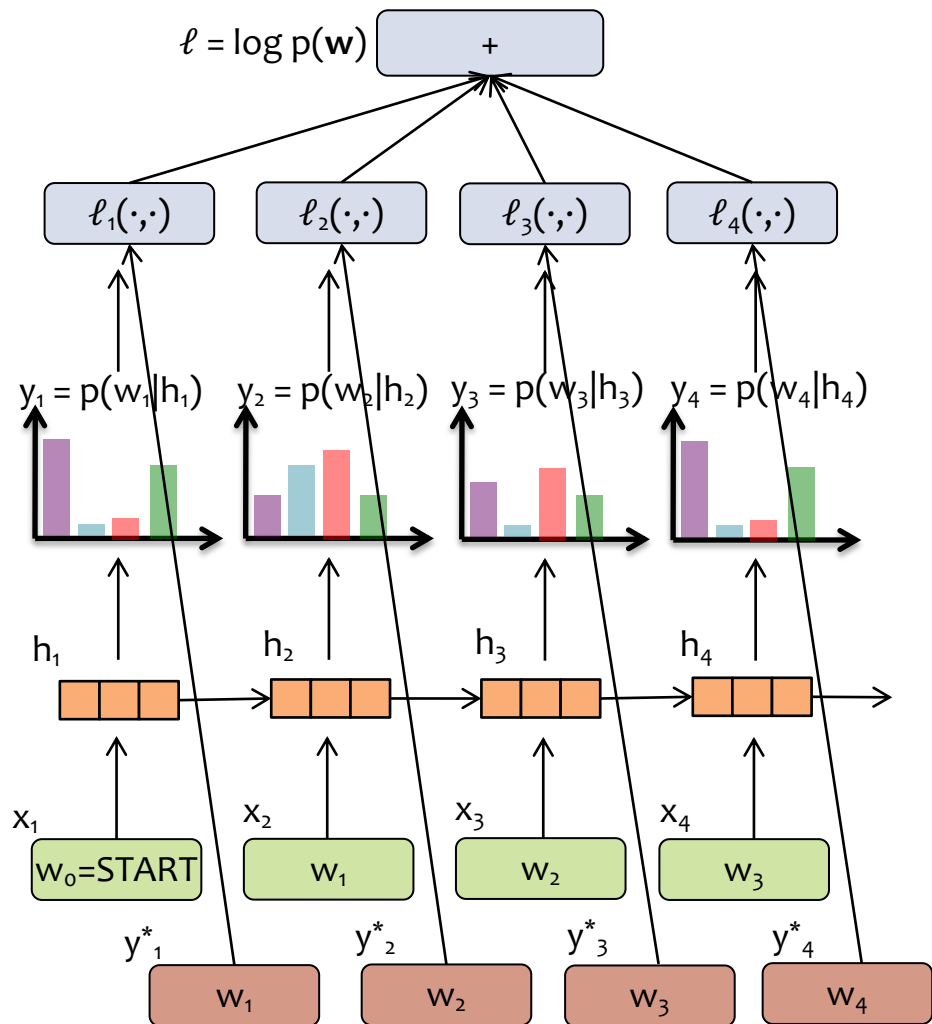 ℓ = log p(w) +
ℓ₁(·,·) ℓ₂(·,·) ℓ₃(·,·) ℓ₄(·,·)
y₁ = p(w₁|h₁) y₂ = p(w₂|h₂) y₃ = p(w₃|h₃) y₄ = p(w₄|h₄)
h₁ h₂ h₃ h₄
x₁ x₂ x₃ x₄
w₀=START w₁ w₂ w₃
y*₁ y*₂ y*₃ y*₄
w₁ w₂ w₃ w₄